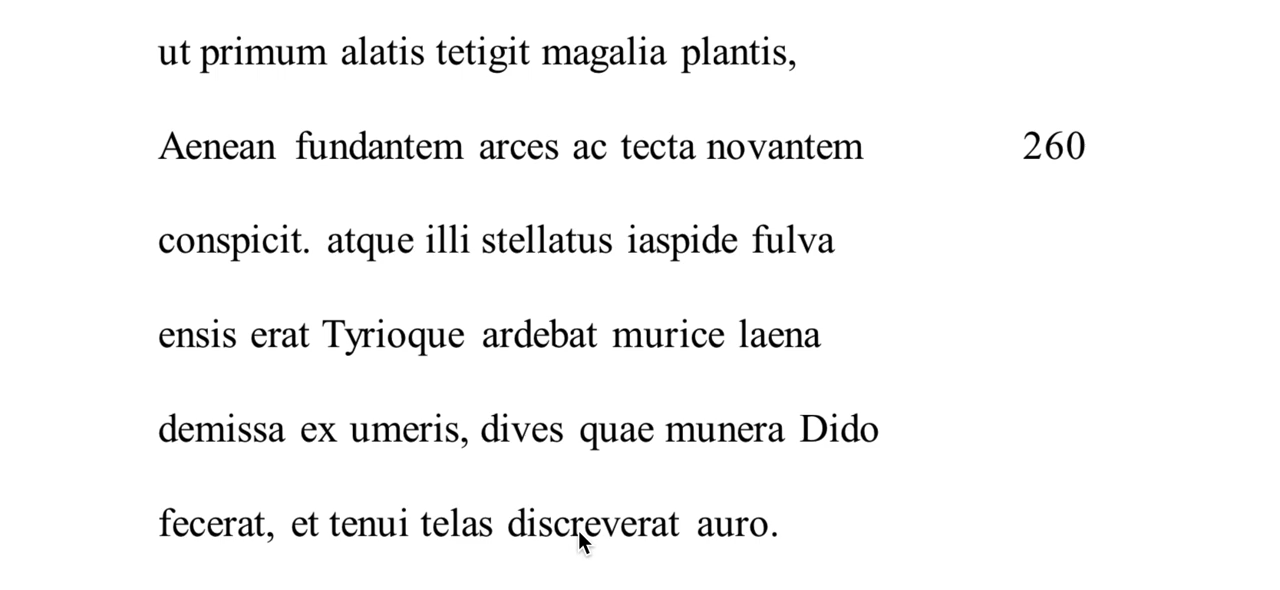 ut primum alatis tetigit magalia plantis,
Aenean fundantem arces ac tecta novantem 260
conspicit. atque illi stellatus iaspide fulva
ensis erat Tyrioque ardebat murice laena
demissa ex umeris, dives quae munera Dido
fecerat, et tenui telas discreverat auro.